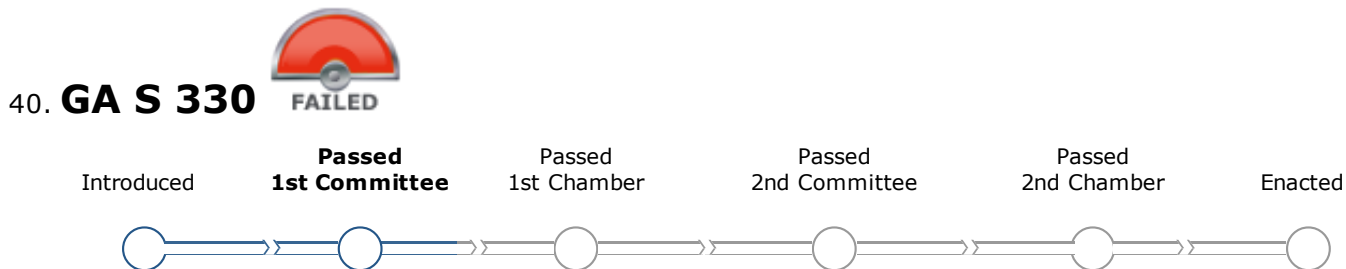 40. GA S 330
FAILED
Introduced
Passed
1st Committee
Passed
1st Chamber
Passed
2nd Committee
Passed
2nd Chamber
Enacted